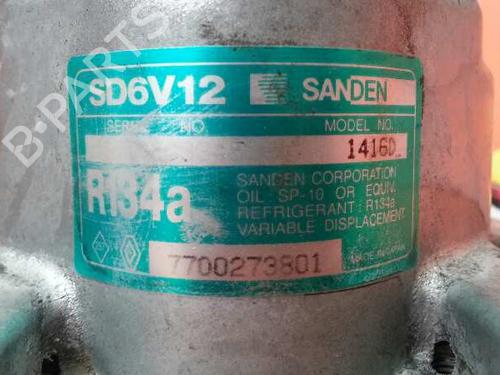 B-PARTS
SD6V12 SANDEN
SERIAL NO. MODEL NO.
1416D
R134a
SANDEN CORPORATION
OIL SP-10 OR EQUIV.
REFRIGERANT : R134a
VARIABLE DISPLACEMENT
7700273801
MADE IN JAPAN